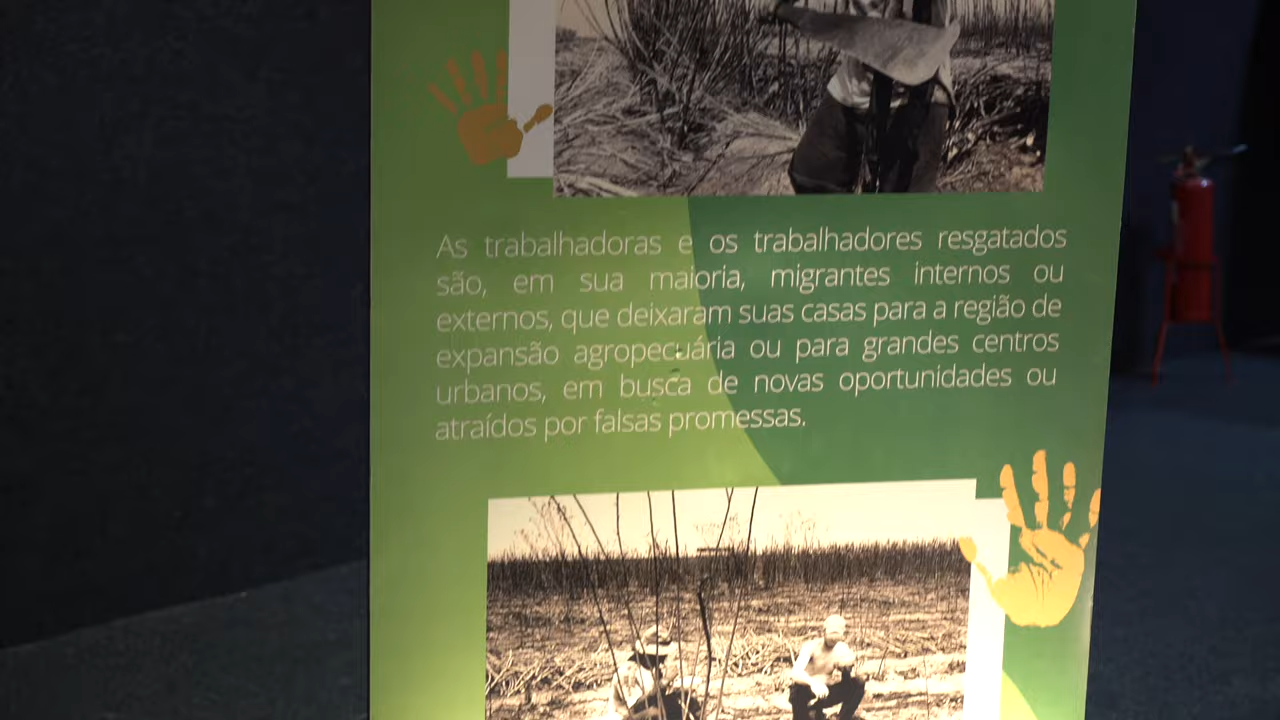 As trabalhadoras e os trabalhadores resgatados
são, em sua maioria, migrantes internos ou
externos, que deixaram suas casas para a região de
expansão agropecuária ou para grandes centros
urbanos, em busca de novas oportunidades ou
atraídos por falsas promessas.